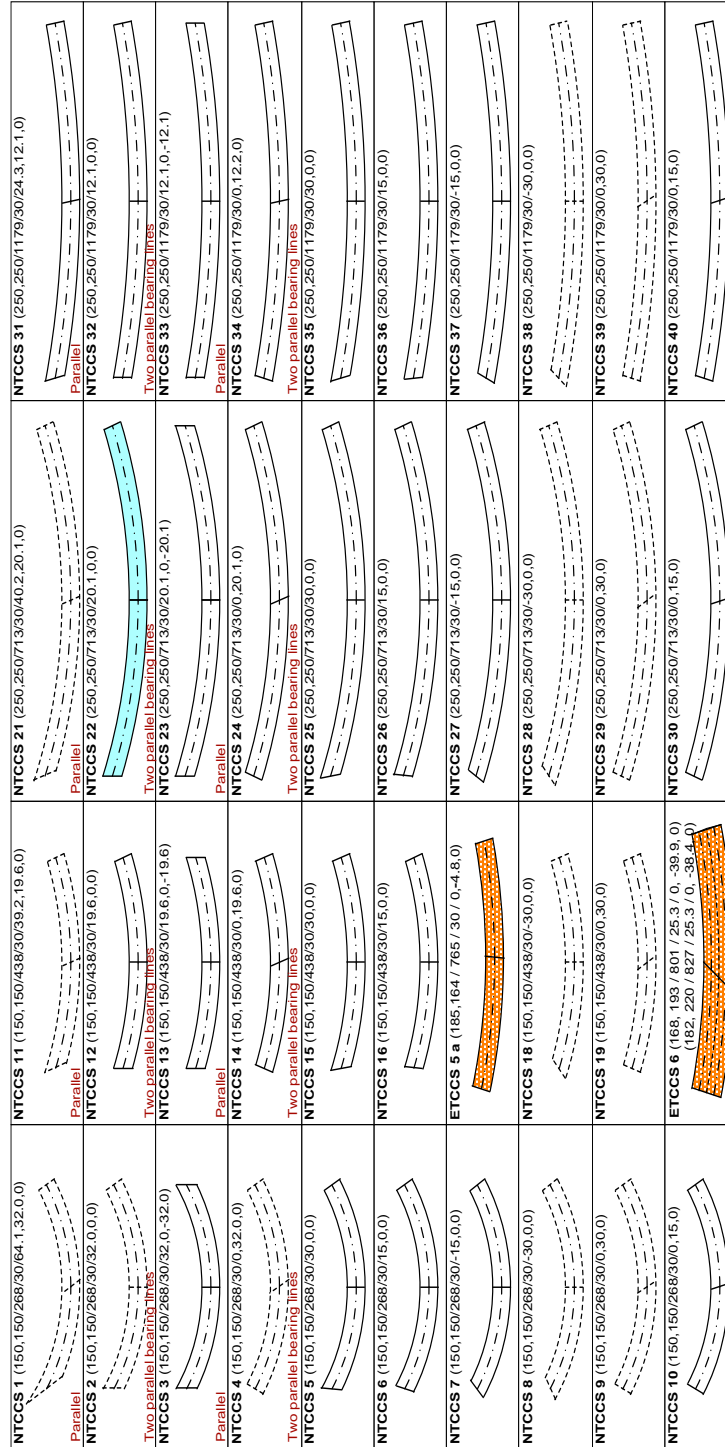 NTCCS 1 (150,150/268/30/64.1,32.0,0)
Parallel
NTCCS 2 (150,150/268/30/32.0,0,0)
Two parallel bearing lines
NTCCS 3 (150,150/268/30/32,0,-32.0)
Parallel
NTCCS 4 (150,150/268/30/0,32.0,0)
Two parallel bearing lines
NTCCS 5 (150,150/268/30/30,0,0)
NTCCS 6 (150,150/268/30/15,0,0)
NTCCS 7 (150,150/268/30/-15,0,0)
NTCCS 8 (150,150/268/30/-30,0,0)
NTCCS 9 (150,150/268/30/0,30,0)
NTCCS 10 (150,150/268/30/0,15,0)
NTCCS 11 (150,150/438/30/39.2,19.6,0)
Parallel
NTCCS 12 (150,150/438/30/19.6,0,0)
Two parallel bearing lines
NTCCS 13 (150,150/438/30/19.6,0,-19.6)
Parallel
NTCCS 14 (150,150/438/30/0,19.6,0)
Two parallel bearing lines
NTCCS 15 (150,150/438/30/30,0,0)
NTCCS 16 (150,150/438/30/15,0,0)
ETCCS 5 a (185,164 / 765 / 30 / 0,-4.8,0)
NTCCS 18 (150,150/438/30/-30,0,0)
NTCCS 19 (150,150/438/30/0,30,0)
ETCCS 6 (168, 193 / 801 / 25.3 / 0, -39.9, 0)
(182, 220 / 827 / 25.3 / 0, -38.4, 0)
NTCCS 21 (250,250/713/30/40.2,20.1,0)
Parallel
NTCCS 22 (250,250/713/30/20.1,0,0)
Two parallel bearing lines
NTCCS 23 (250,250/713/30/20.1,0,-20.1)
Parallel
NTCCS 24 (250,250/713/30/0,20.1,0)
Two parallel bearing lines
NTCCS 25 (250,250/713/30/30,0,0)
NTCCS 26 (250,250/713/30/15,0,0)
NTCCS 27 (250,250/713/30/-15,0,0)
NTCCS 28 (250,250/713/30/-30,0,0)
NTCCS 29 (250,250/713/30/0,30,0)
NTCCS 30 (250,250/713/30/0,15,0)
NTCCS 31 (250,250/1179/30/24.3,12.1,0)
Parallel
NTCCS 32 (250,250/1179/30/12.1,0,0)
Two parallel bearing lines
NTCCS 33 (250,250/1179/30/12.1,0,-12.1)
Parallel
NTCCS 34 (250,250/1179/30/0,12.2,0)
Two parallel bearing lines
NTCCS 35 (250,250/1179/30/30,0,0)
NTCCS 36 (250,250/1179/30/15,0,0)
NTCCS 37 (250,250/1179/30/-15,0,0)
NTCCS 38 (250,250/1179/30/-30,0,0)
NTCCS 39 (250,250/1179/30/0,30,0)
NTCCS 40 (250,250/1179/30/0,15,0)